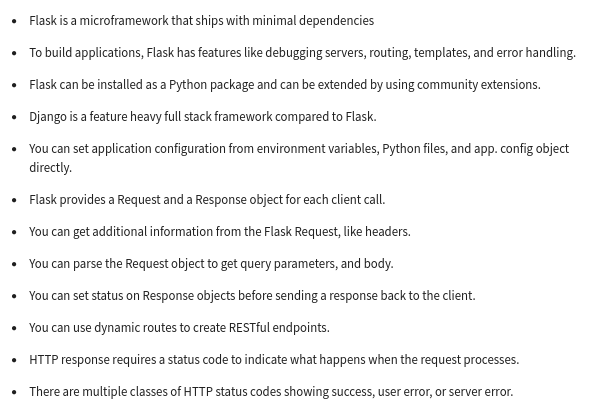 • Flask is a microframework that ships with minimal dependencies
• To build applications, Flask has features like debugging servers, routing, templates, and error handling.
• Flask can be installed as a Python package and can be extended by using community extensions.
• Django is a feature heavy full stack framework compared to Flask.
• You can set application configuration from environment variables, Python files, and app. config object
directly.
• Flask provides a Request and a Response object for each client call.
• You can get additional information from the Flask Request, like headers.
• You can parse the Request object to get query parameters, and body.
• You can set status on Response objects before sending a response back to the client.
• You can use dynamic routes to create RESTful endpoints.
• HTTP response requires a status code to indicate what happens when the request processes.
• There are multiple classes of HTTP status codes showing success, user error, or server error.